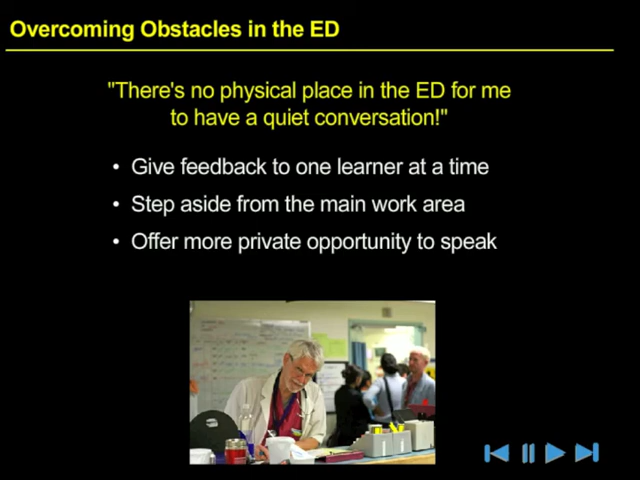 Overcoming Obstacles in the ED
"There's no physical place in the ED for me
to have a quiet conversation!"
• Give feedback to one learner at a time
• Step aside from the main work area
• Offer more private opportunity to speak